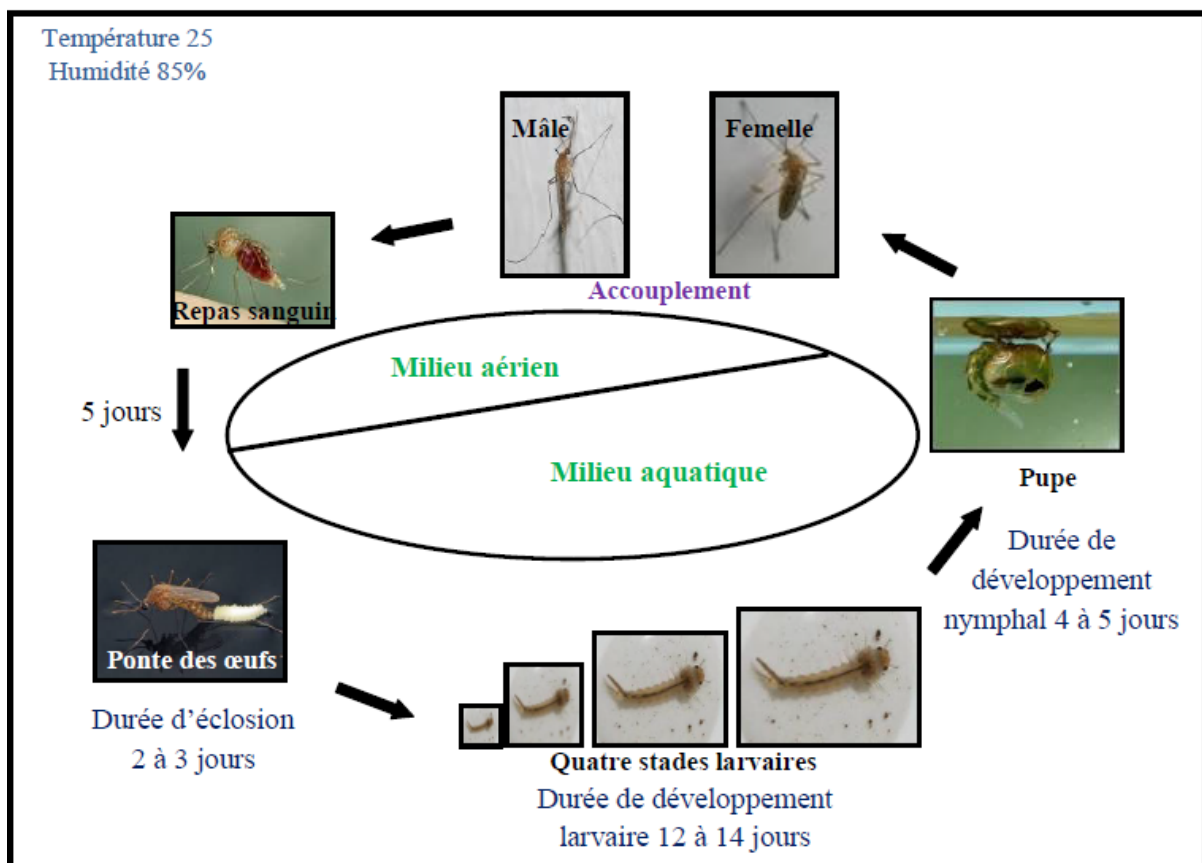 Température 25
Humidité 85%
Mâle
Femelle
Accouplement
Repas sanguin
Milieu aérien
5 jours
Milieu aquatique
Pupe
Durée de
développement
nymphal 4 à 5 jours
Ponte des œufs
Durée d’éclosion
2 à 3 jours
Quatre stades larvaires
Durée de développement
larvaire 12 à 14 jours